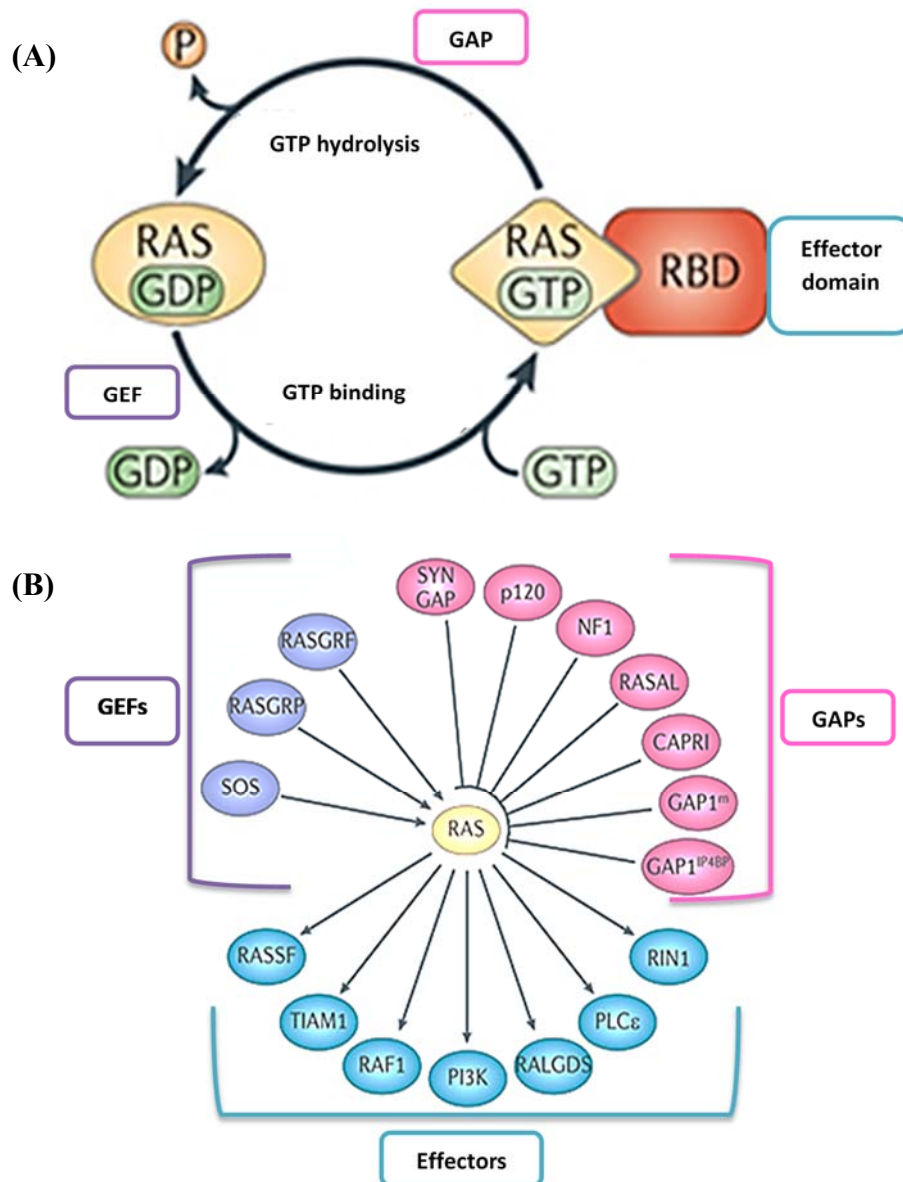 (A)
P
GAP
GTP hydrolysis
RAS
GDP
RAS
GTP
RBD
Effector
domain
GEF
GTP binding
GDP
GTP
(B)
GEFs
RASGRF
RASGRP
SOS
SYN
GAP
p120
NF1
RASAL
CAPRI
GAP1ᵐ
GAP1ᴵᴾ⁴ᴮᴾ
GAPs
RAS
RASSF
TIAM1
RAF1
PI3K
RALGDS
PLCε
RIN1
Effectors